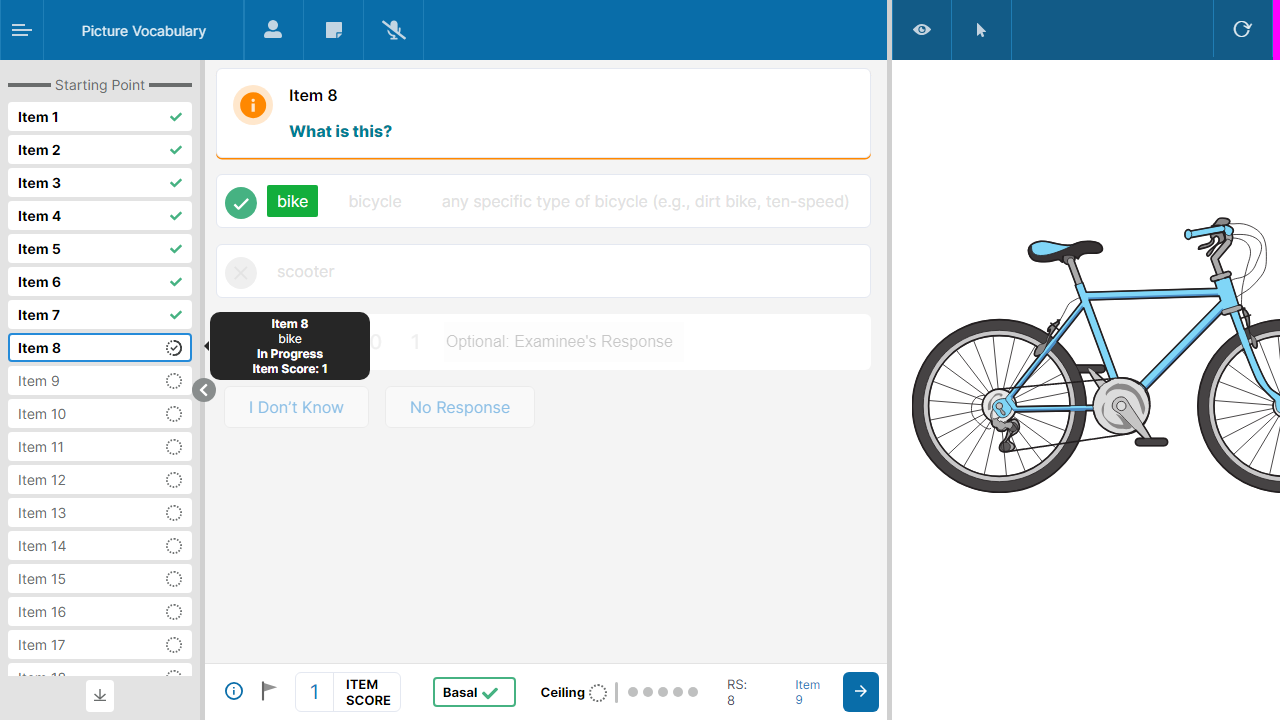 Picture Vocabulary
Starting Point
Item 1
Item 2
Item 3
Item 4
Item 5
Item 6
Item 7
Item 8
Item 9
Item 10
Item 11
Item 12
Item 13
Item 14
Item 15
Item 16
Item 17
Item 18
Item 8
What is this?
bike bicycle any specific type of bicycle (e.g., dirt bike, ten-speed)
scooter
Item 8
bike
In Progress
Item Score: 1
0 1 Optional: Examinee's Response
I Don't Know No Response
1 ITEM SCORE
Basal
Ceiling
RS:
8
Item
9